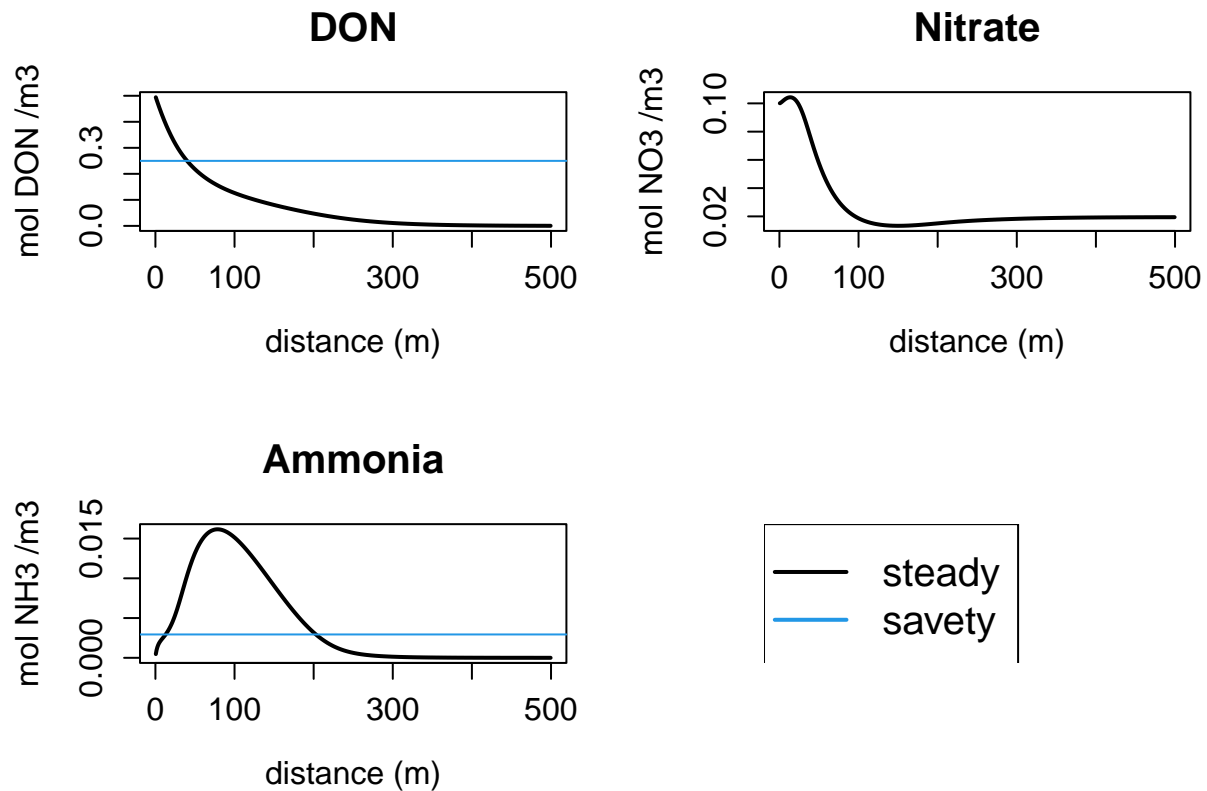 DON
mol DON /m3
0.3
0.0
0 100 300 500
distance (m)
Nitrate
mol NO3 /m3
0.10
0.02
0 100 300 500
distance (m)
Ammonia
mol NH3 /m3
0.015
0.000
0 100 300 500
distance (m)
steady
savety